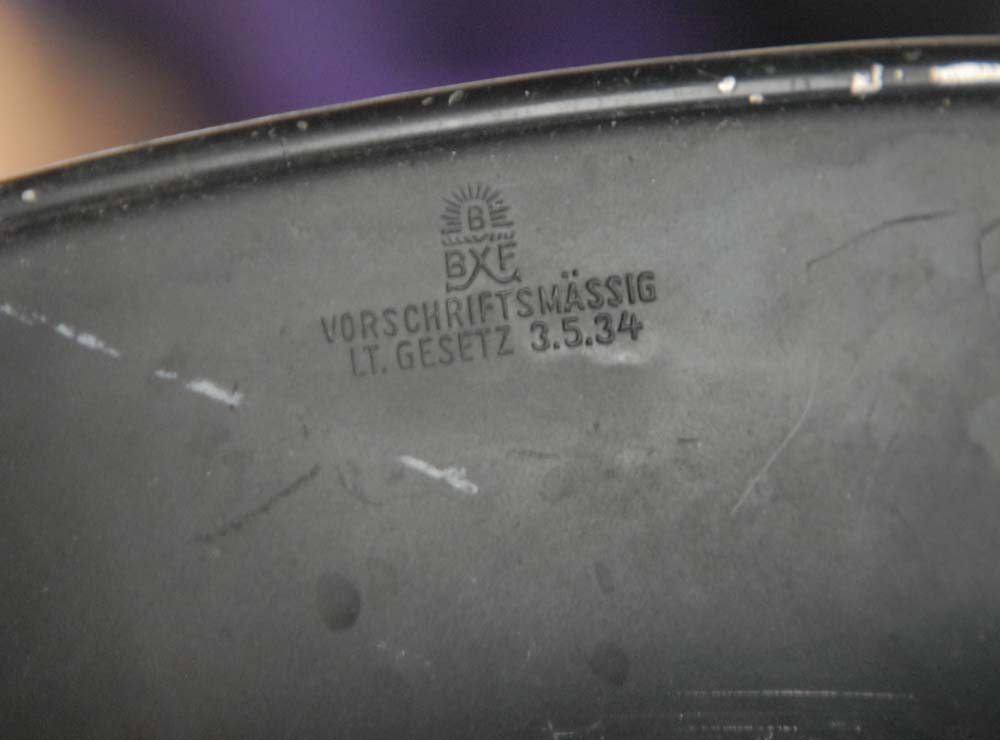 B
BXF
VORSCHRIFTSMÄSSIG
LT. GESETZ 3.5.34